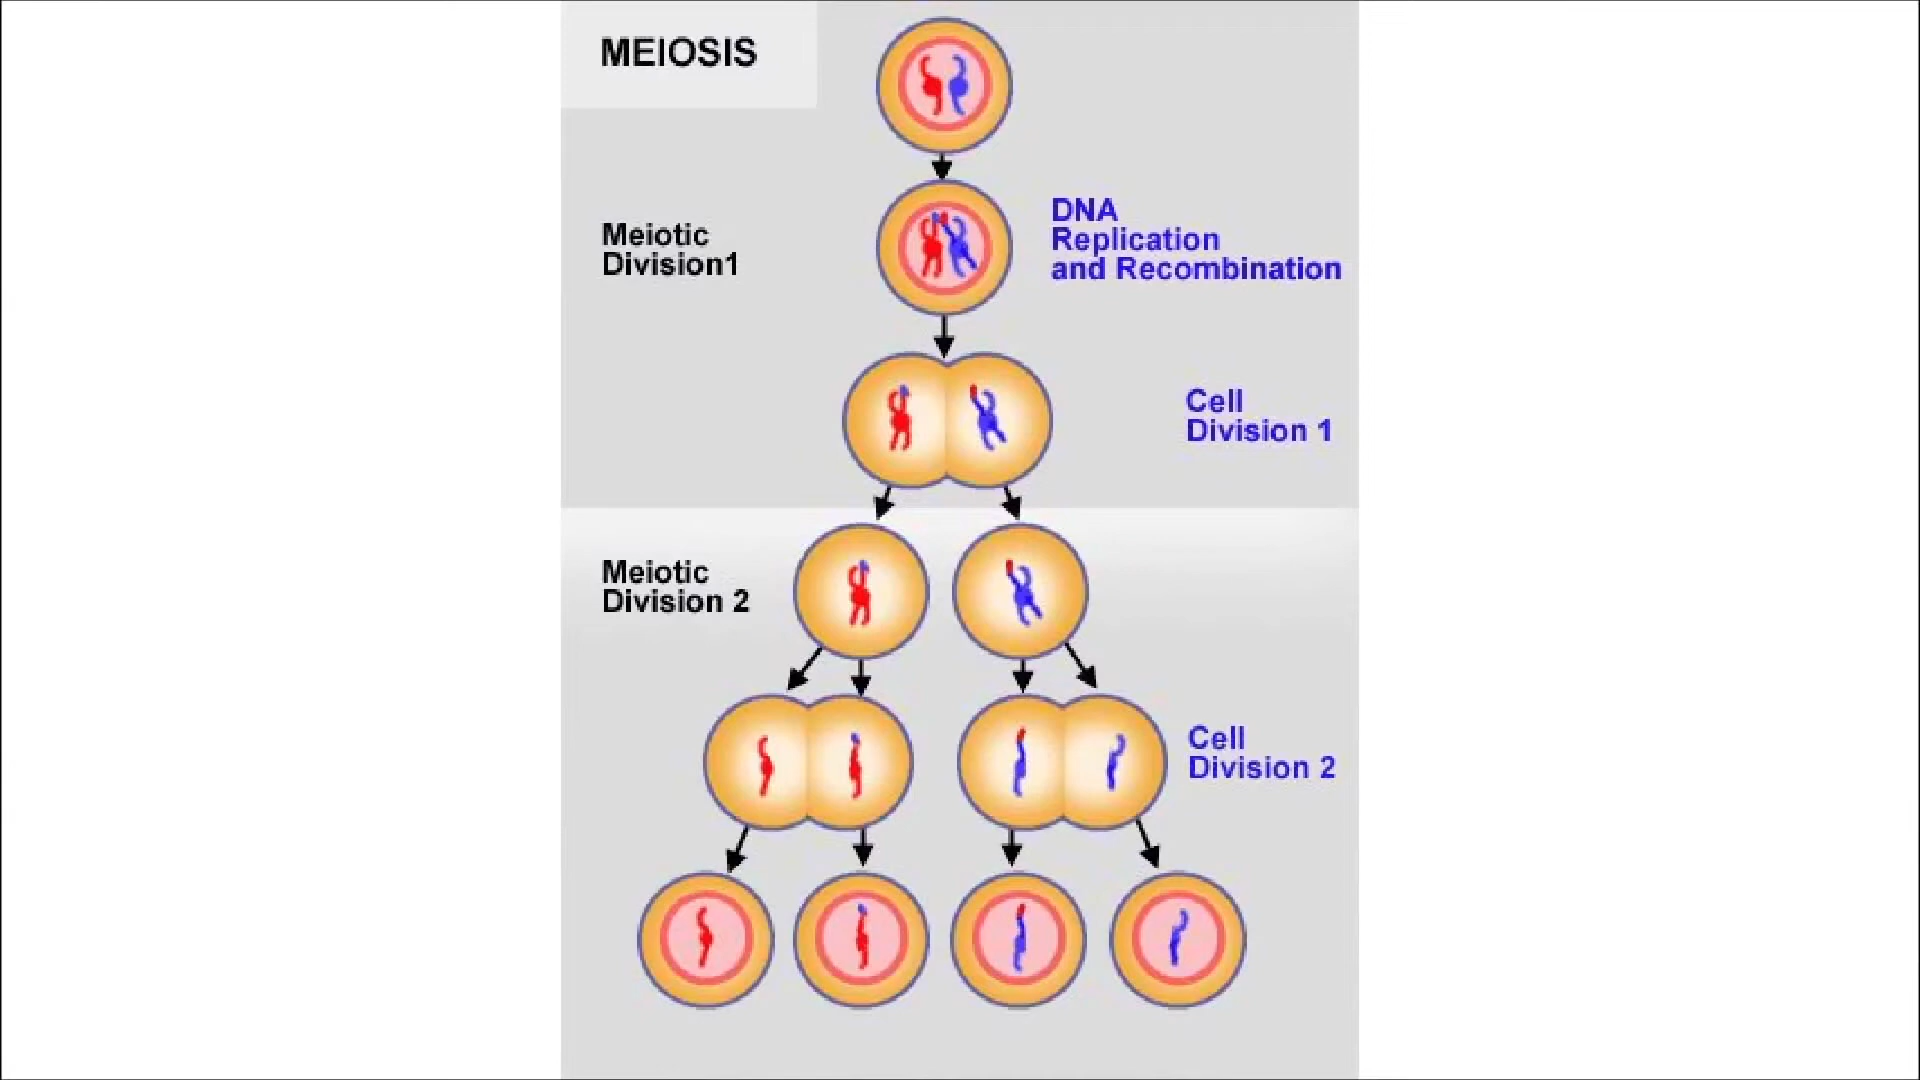 MEIOSIS
Meiotic
Division1
DNA
Replication
and Recombination
Cell
Division 1
Meiotic
Division 2
Cell
Division 2